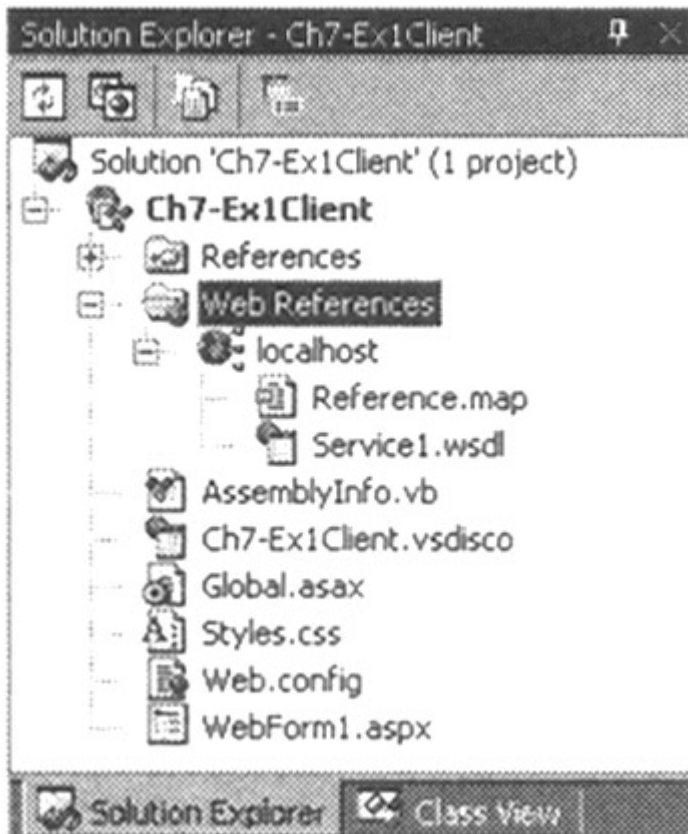 Solution Explorer - Ch7-Ex1Client
Solution 'Ch7-Ex1Client' (1 project)
Ch7-Ex1Client
References
Web References
localhost
Reference.map
Service1.wsdl
AssemblyInfo.vb
Ch7-Ex1Client.vsdisco
Global.asax
Styles.css
Web.config
WebForm1.aspx
Solution Explorer Class View